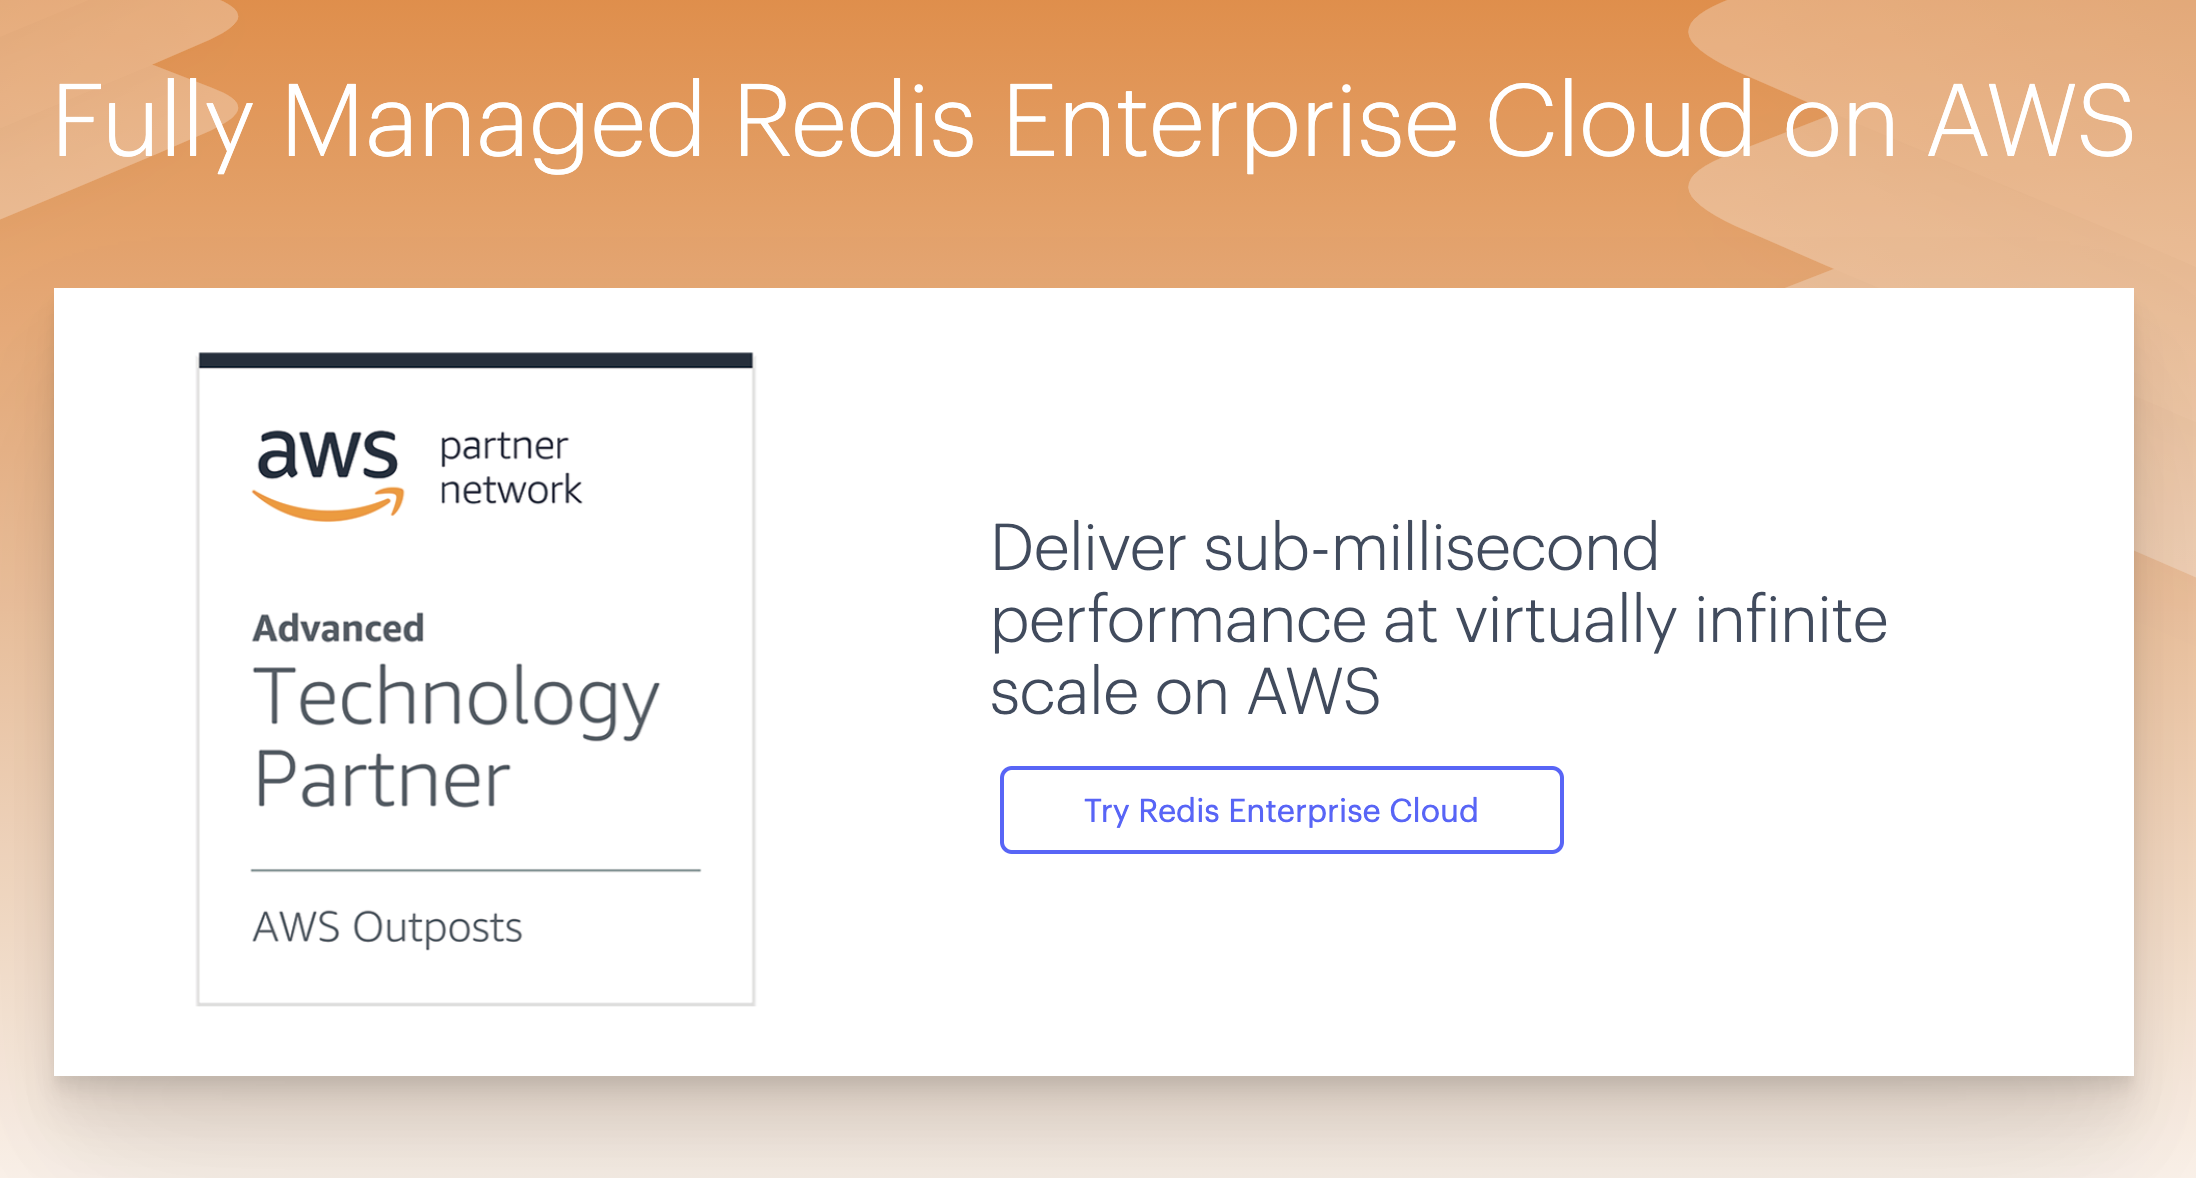 Fully Managed Redis Enterprise Cloud on AWS
aws
partner
network
Advanced
Technology
Partner
AWS Outposts
Deliver sub-millisecond
performance at virtually infinite
scale on AWS
Try Redis Enterprise Cloud